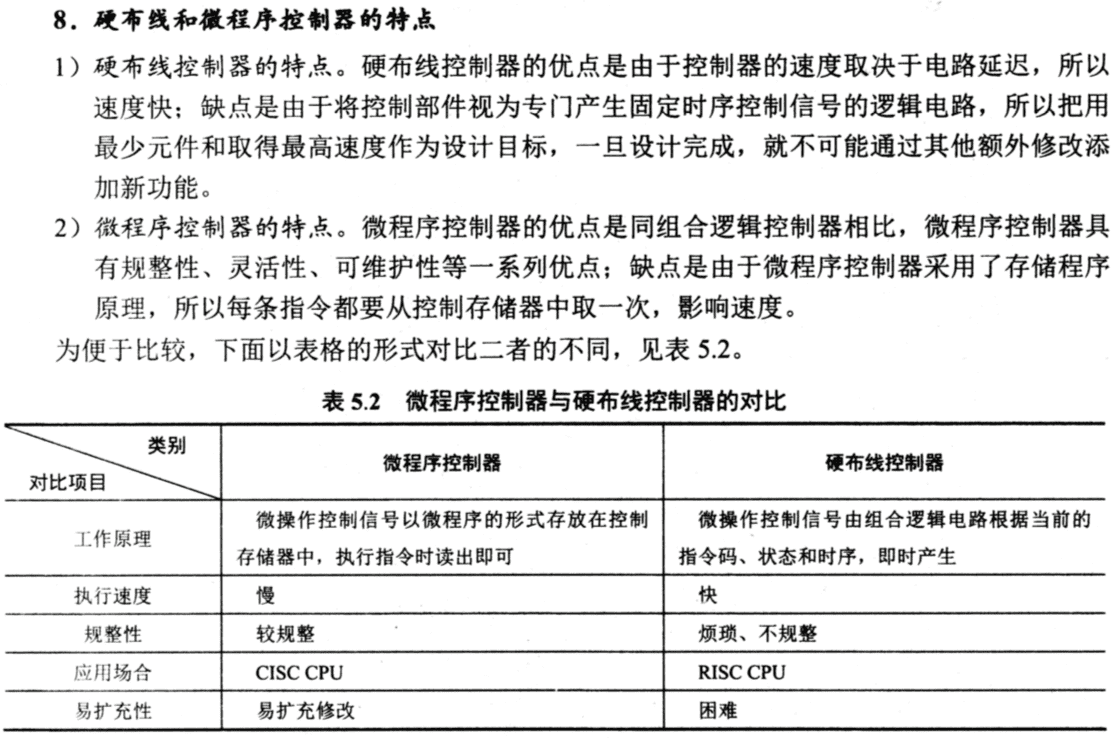 8．硬布线和微程序控制器的特点
1）硬布线控制器的特点。硬布线控制器的优点是由于控制器的速度取决于电路延迟，所以
速度快；缺点是由于将控制部件视为专门产生固定时序控制信号的逻辑电路，所以把用
最少元件和取得最高速度作为设计目标，一旦设计完成，就不可能通过其他额外修改添
加新功能。
2）微程序控制器的特点。微程序控制器的优点是同组合逻辑控制器相比，微程序控制器具
有规整性、灵活性、可维护性等一系列优点；缺点是由于微程序控制器采用了存储程序
原理，所以每条指令都要从控制存储器中取一次，影响速度。
为便于比较，下面以表格的形式对比二者的不同，见表 5.2。
表 5.2 微程序控制器与硬布线控制器的对比
类别
对比项目
微程序控制器
硬布线控制器
工作原理
微操作控制信号以微程序的形式存放在控制
存储器中，执行指令时读出即可
微操作控制信号由组合逻辑电路根据当前的
指令码、状态和时序，即时产生
执行速度
慢
快
规整性
较规整
烦琐、不规整
应用场合
CISC CPU
RISC CPU
易扩充性
易扩充修改
困难